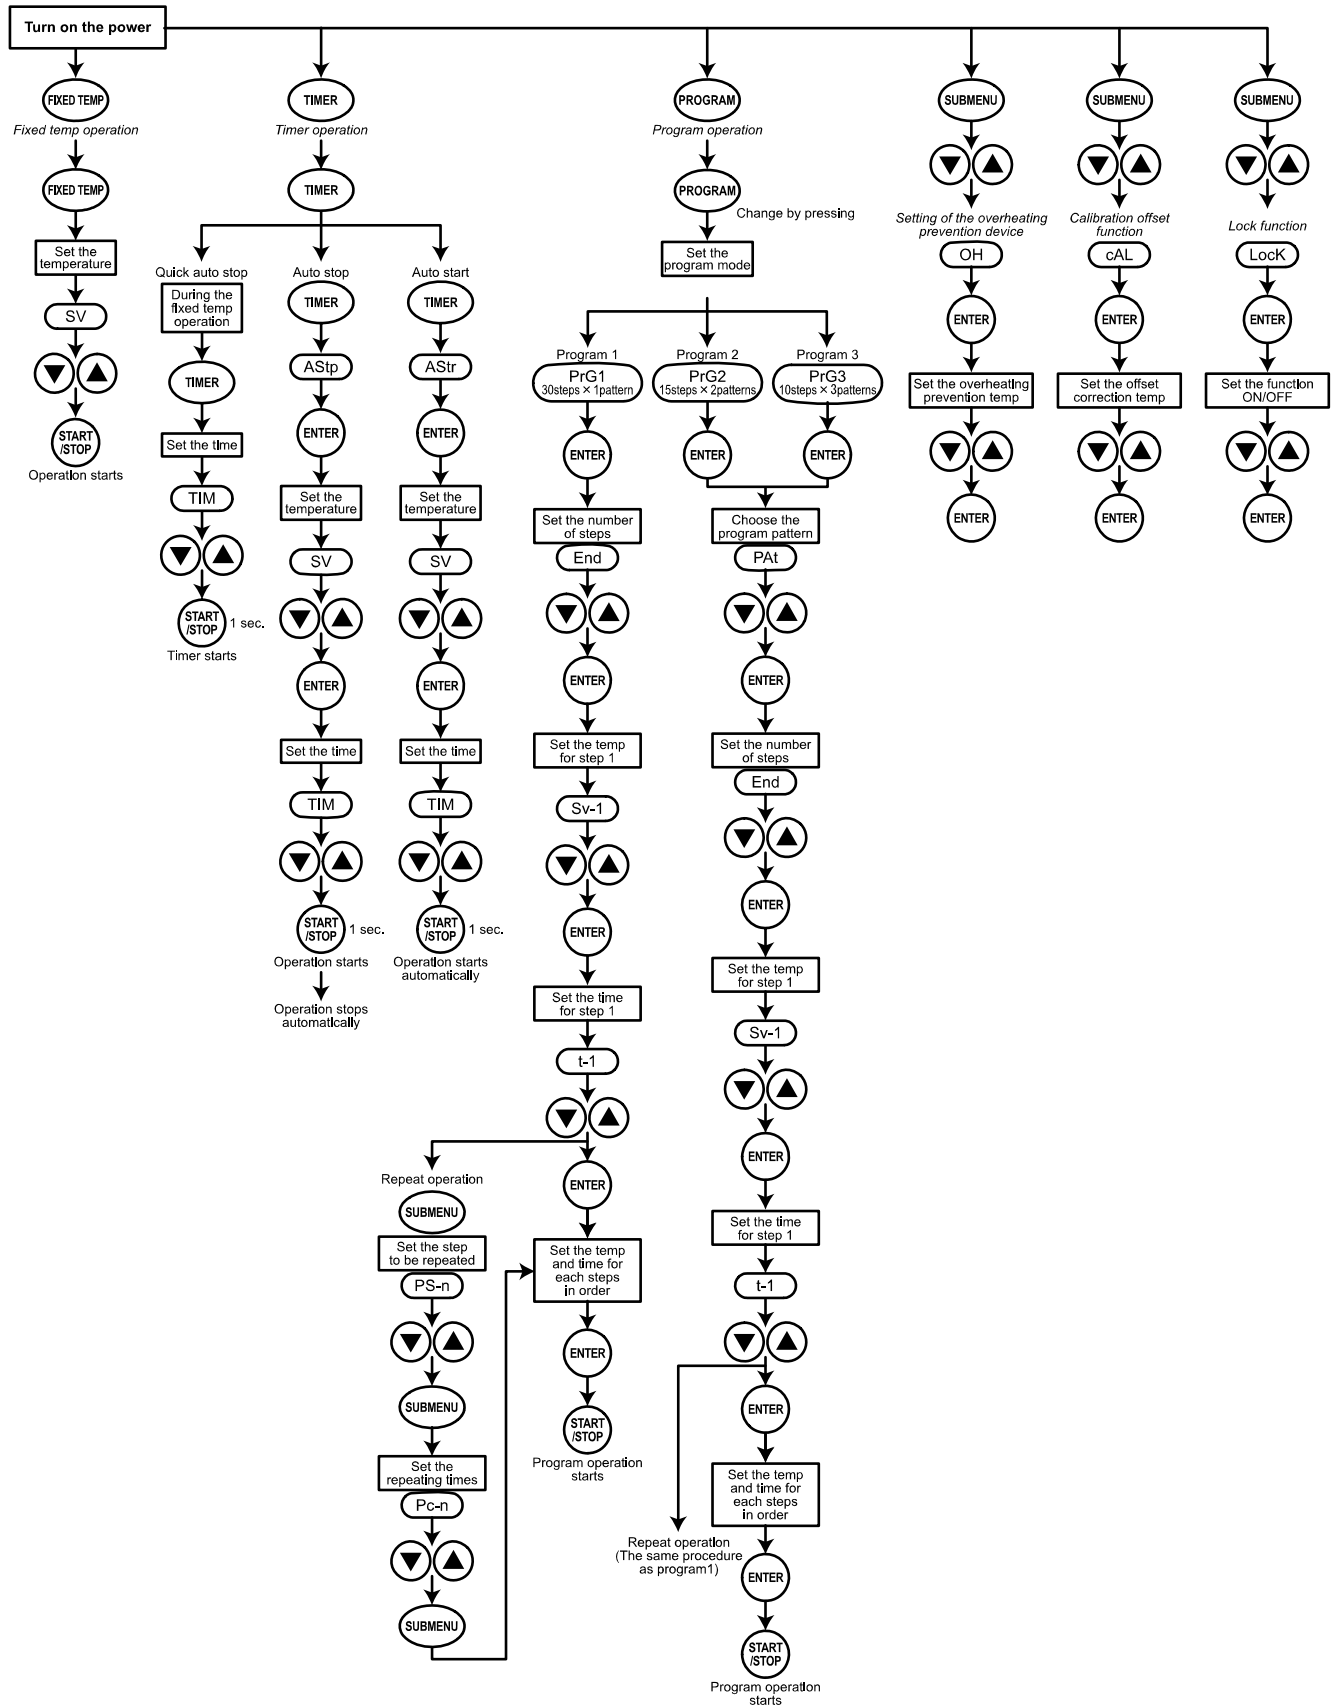 Turn on the power
FIXED TEMP
Fixed temp operation
FIXED TEMP
Set the
temperature
SV
START
/STOP
Operation starts
TIMER
Timer operation
TIMER
Quick auto stop
During the
fixed temp
operation
TIMER
Set the time
TIM
START
/STOP
1 sec.
Timer starts
Auto stop
TIMER
AStp
ENTER
Set the
temperature
SV
ENTER
Set the time
TIM
START
/STOP
1 sec.
Operation starts
Operation stops
automatically
Auto start
TIMER
AStr
ENTER
Set the
temperature
SV
ENTER
Set the time
TIM
START
/STOP
1 sec.
Operation starts
automatically
PROGRAM
Program operation
PROGRAM
Change by pressing
Set the
program mode
Program 1
PrG1
30steps × 1pattern
ENTER
Set the number
of steps
End
ENTER
Set the temp
for step 1
Sv-1
ENTER
Set the time
for step 1
t-1
ENTER
Set the temp
and time for
each steps
in order
ENTER
START
/STOP
Program operation
starts
Repeat operation
SUBMENU
Set the step
to be repeated
PS-n
SUBMENU
Set the
repeating times
Pc-n
SUBMENU
Program 2
PrG2
15steps × 2patterns
ENTER
Program 3
PrG3
10steps × 3patterns
ENTER
Choose the
program pattern
PAt
ENTER
Set the number
of steps
End
ENTER
Set the temp
for step 1
Sv-1
ENTER
Set the time
for step 1
t-1
ENTER
Set the temp
and time for
each steps
in order
ENTER
START
/STOP
Program operation
starts
Repeat operation
(The same procedure
as program1)
SUBMENU
Setting of the overheating
prevention device
OH
ENTER
Set the overheating
prevention temp
ENTER
SUBMENU
Calibration offset
function
cAL
ENTER
Set the offset
correction temp
ENTER
SUBMENU
Lock function
LocK
ENTER
Set the function
ON/OFF
ENTER